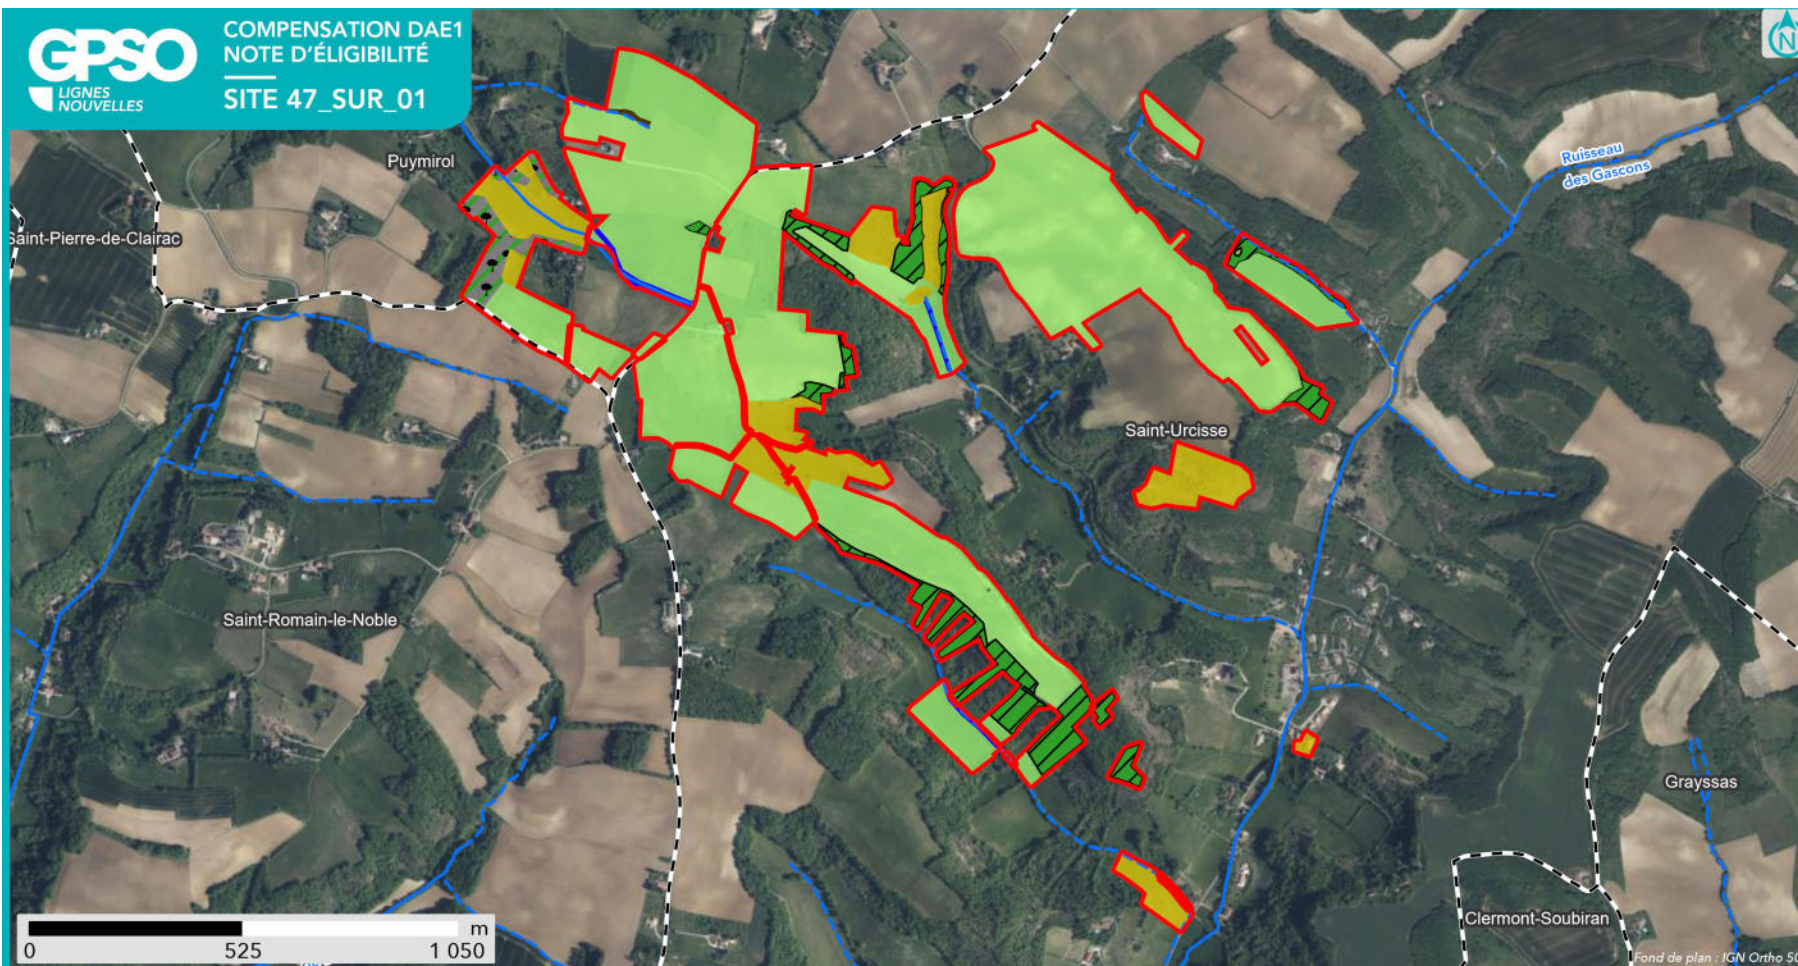 GPSO
LIGNES
NOUVELLES
COMPENSATION DAE1
NOTE D'ÉLIGIBILITÉ
SITE 47_SUR_01
N
Puymirol
Ruisseau
des Gascons
Saint-Pierre-de-Clairac
Saint-Urcisse
Saint-Romain-le-Noble
Grayssas
Clermont-Soubiran
m
0 525 1 050
Fond de plan : IGN Ortho 50